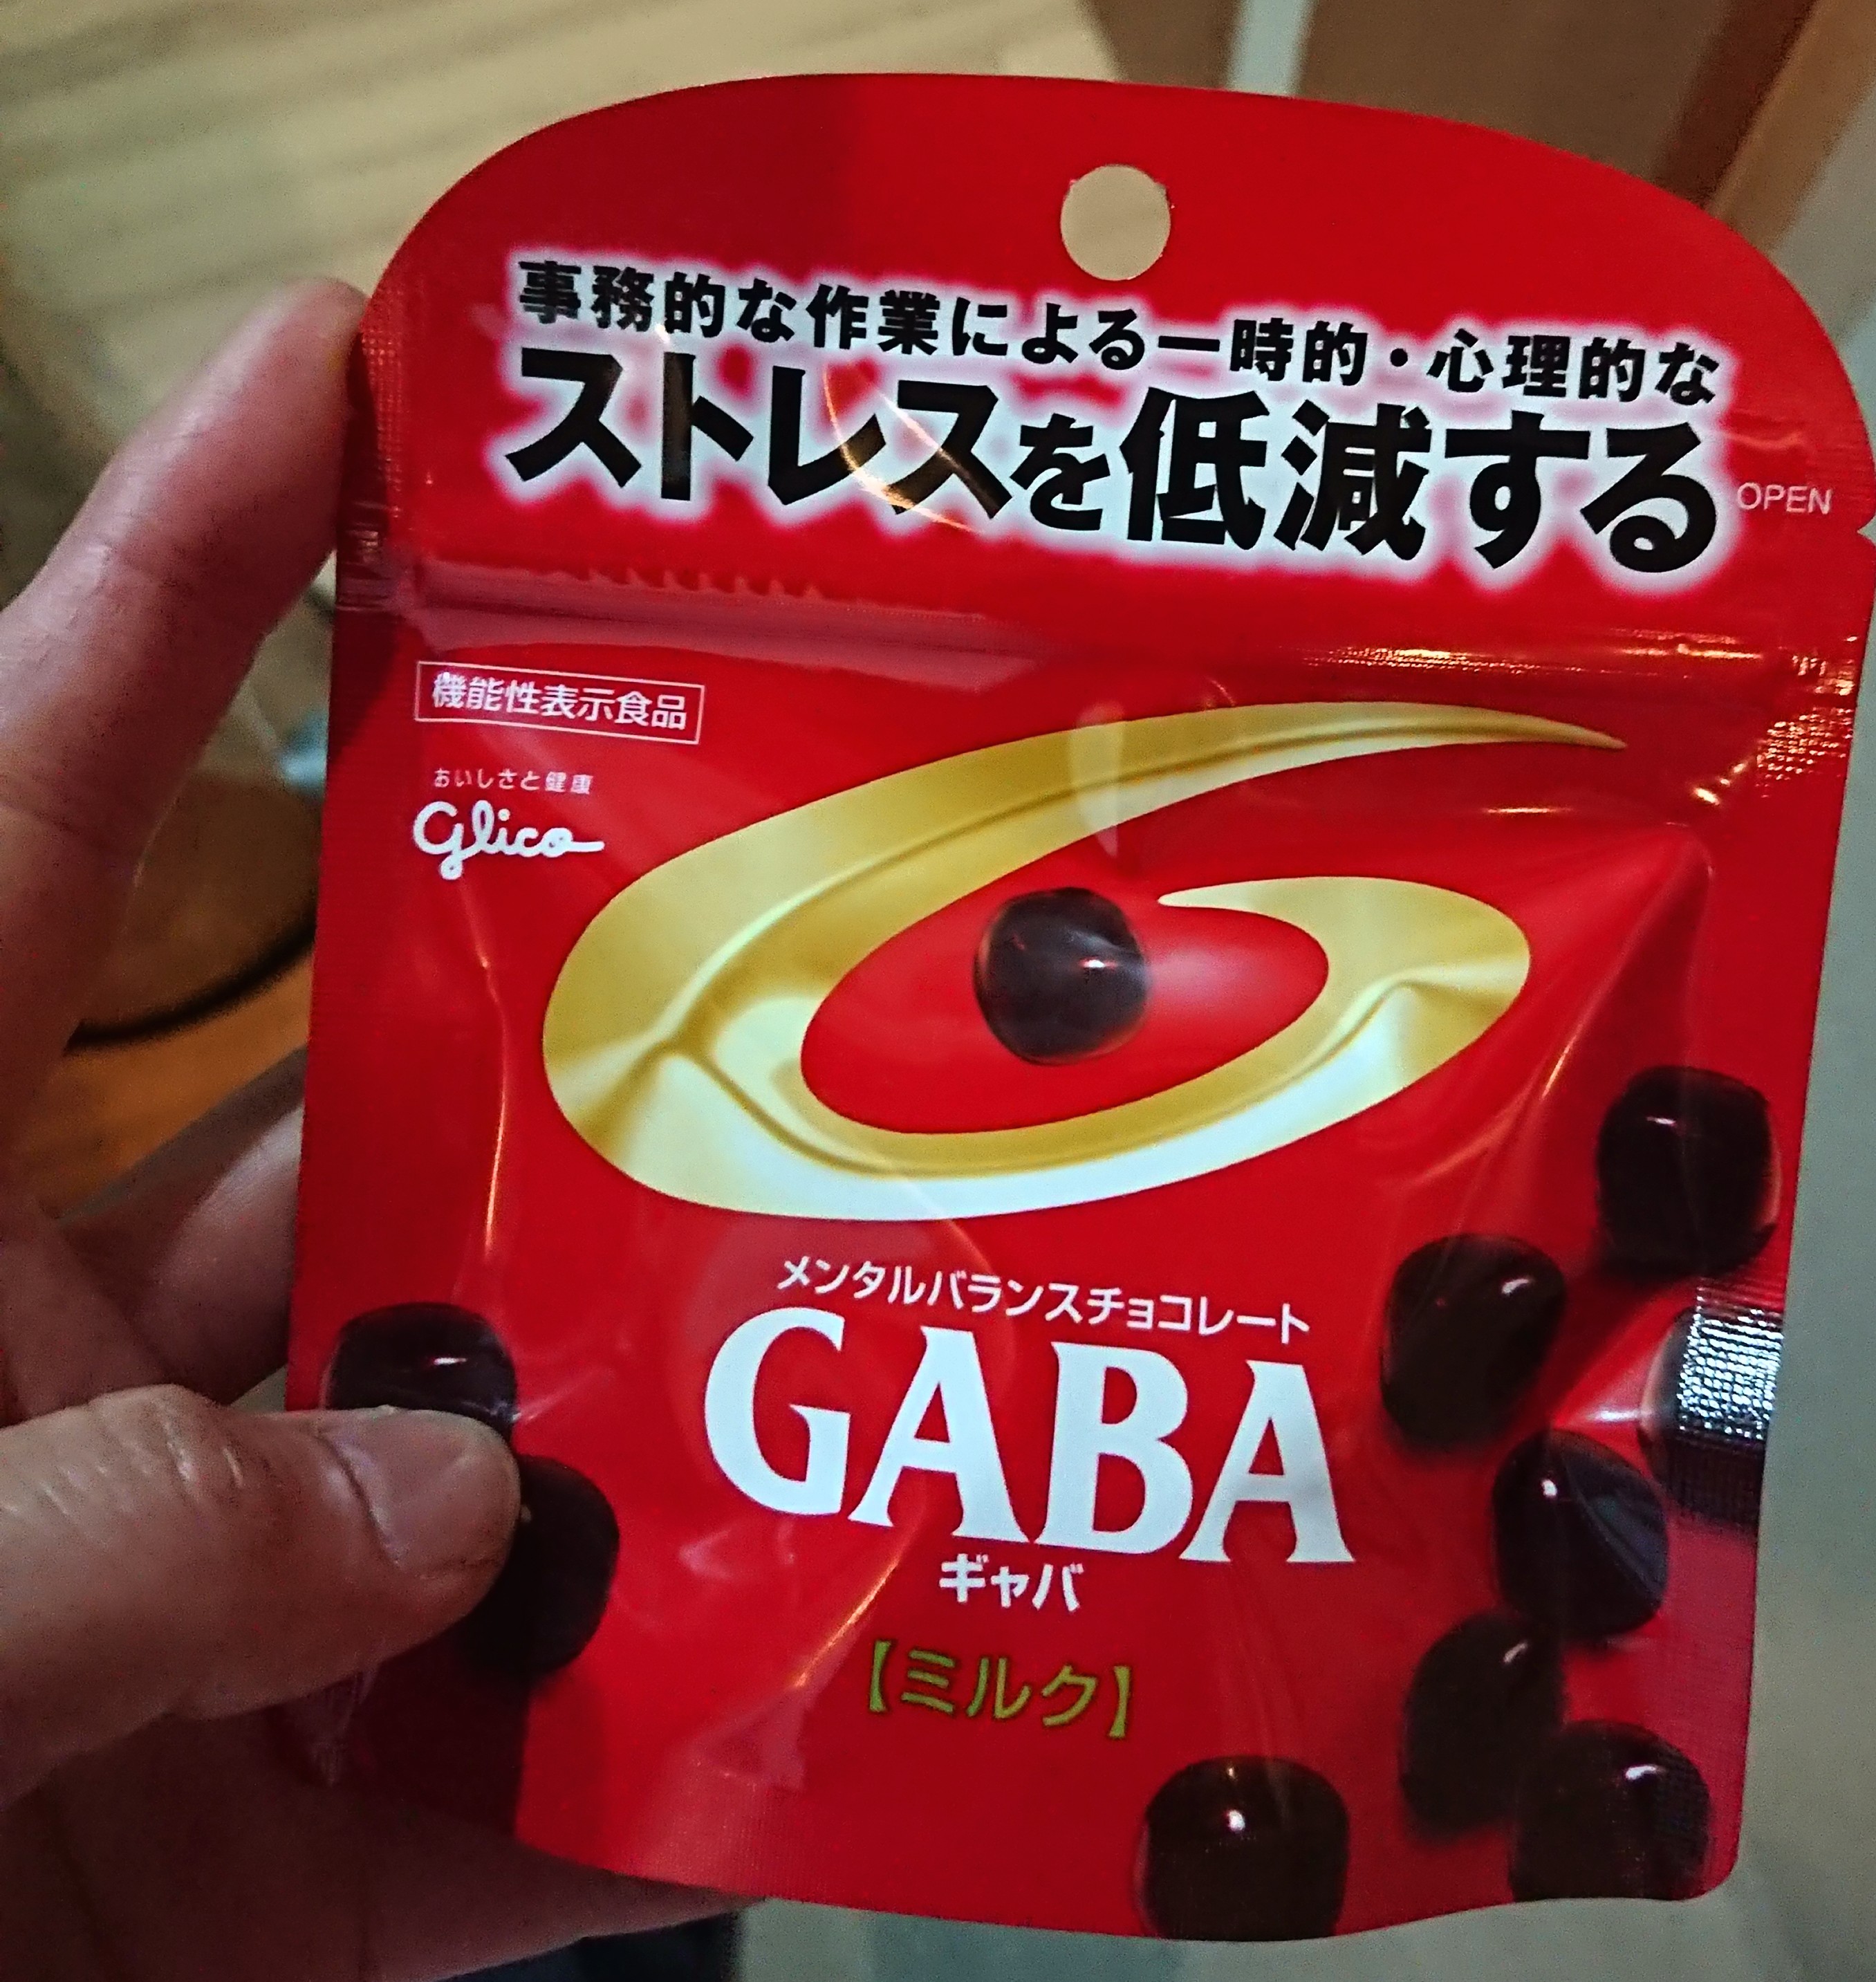 事務的な作業による一時的・心理的な
ストレスを低減する
OPEN
機能性表示食品
おいしさと健康
Glico
メンタルバランスチョコレート
GABA
ギャバ
【ミルク】